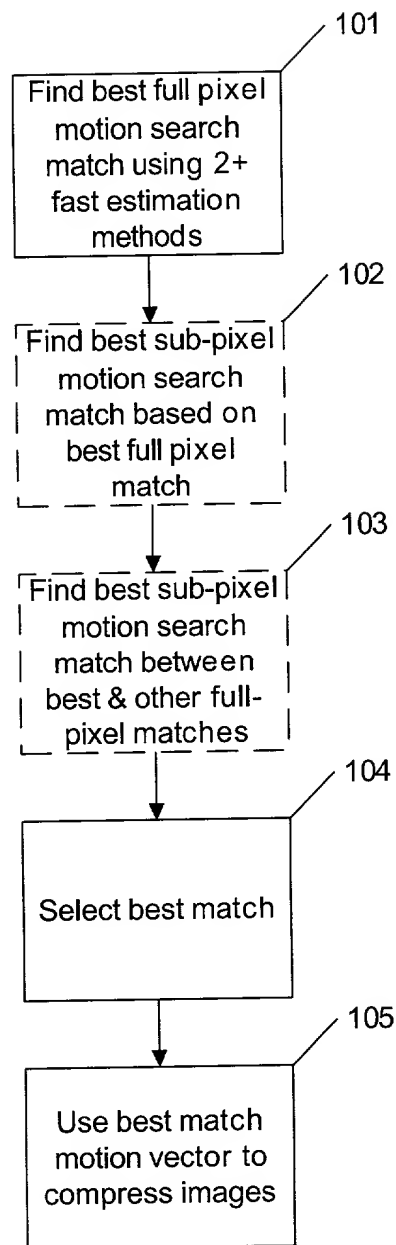 101
Find best full pixel
motion search
match using 2+
fast estimation
methods
102
Find best sub-pixel
motion search
match based on
best full pixel
match
103
Find best sub-pixel
motion search
match between
best & other full-
pixel matches
104
Select best match
105
Use best match
motion vector to
compress images